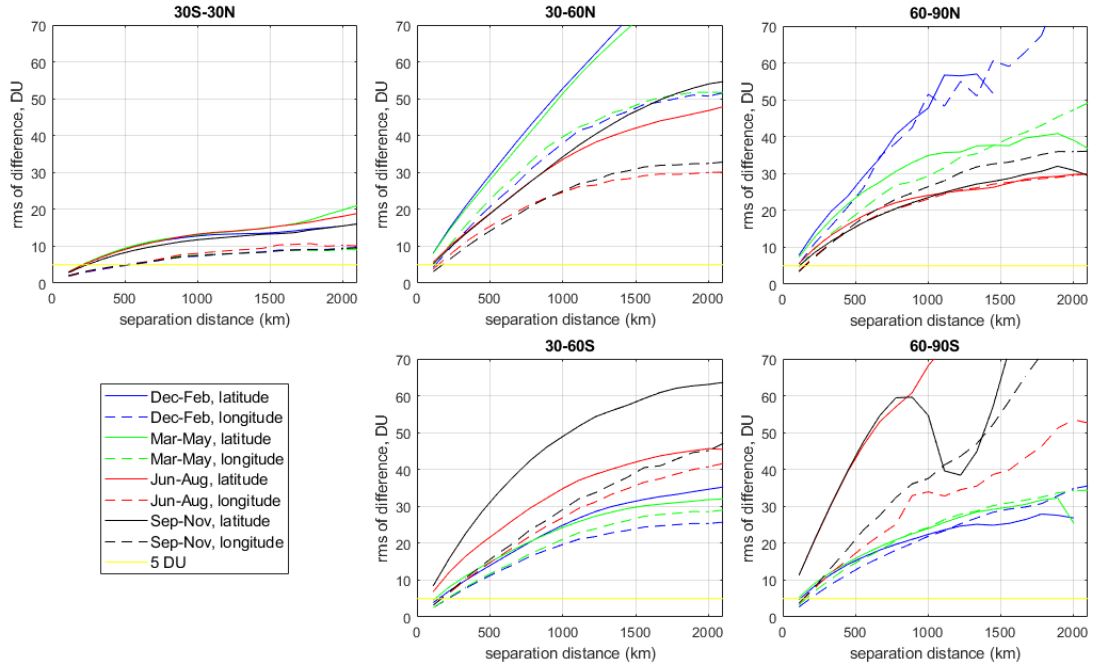 30S-30N
70
60
50
40
30
20
10
0
rms of difference, DU
0 500 1000 1500 2000
separation distance (km)
30-60N
70
60
50
40
30
20
10
0
rms of difference, DU
0 500 1000 1500 2000
separation distance (km)
60-90N
70
60
50
40
30
20
10
0
rms of difference, DU
0 500 1000 1500 2000
separation distance (km)
Dec-Feb, latitude
Dec-Feb, longitude
Mar-May, latitude
Mar-May, longitude
Jun-Aug, latitude
Jun-Aug, longitude
Sep-Nov, latitude
Sep-Nov, longitude
5 DU
30-60S
70
60
50
40
30
20
10
0
rms of difference, DU
0 500 1000 1500 2000
separation distance (km)
60-90S
70
60
50
40
30
20
10
0
rms of difference, DU
0 500 1000 1500 2000
separation distance (km)